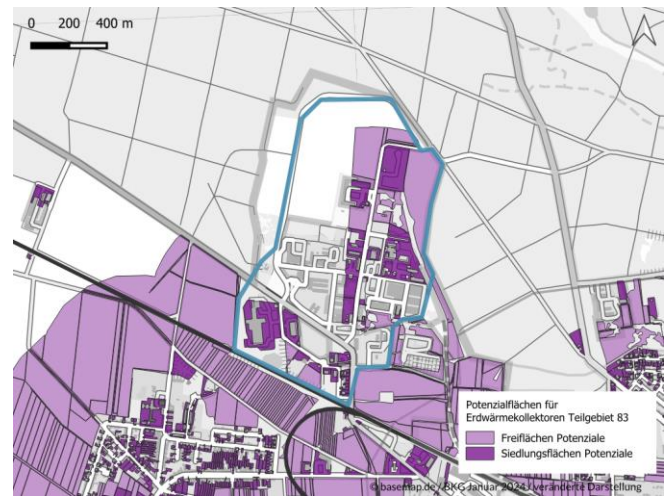 0 200 400 m
Potenzialflächen für
Erdwärmekollektoren Teilgebiet 83
Freiflächen Potenziale
Siedlungsflächen Potenziale
© basemap.de / BKG Januar 2024 / veränderte Darstellung